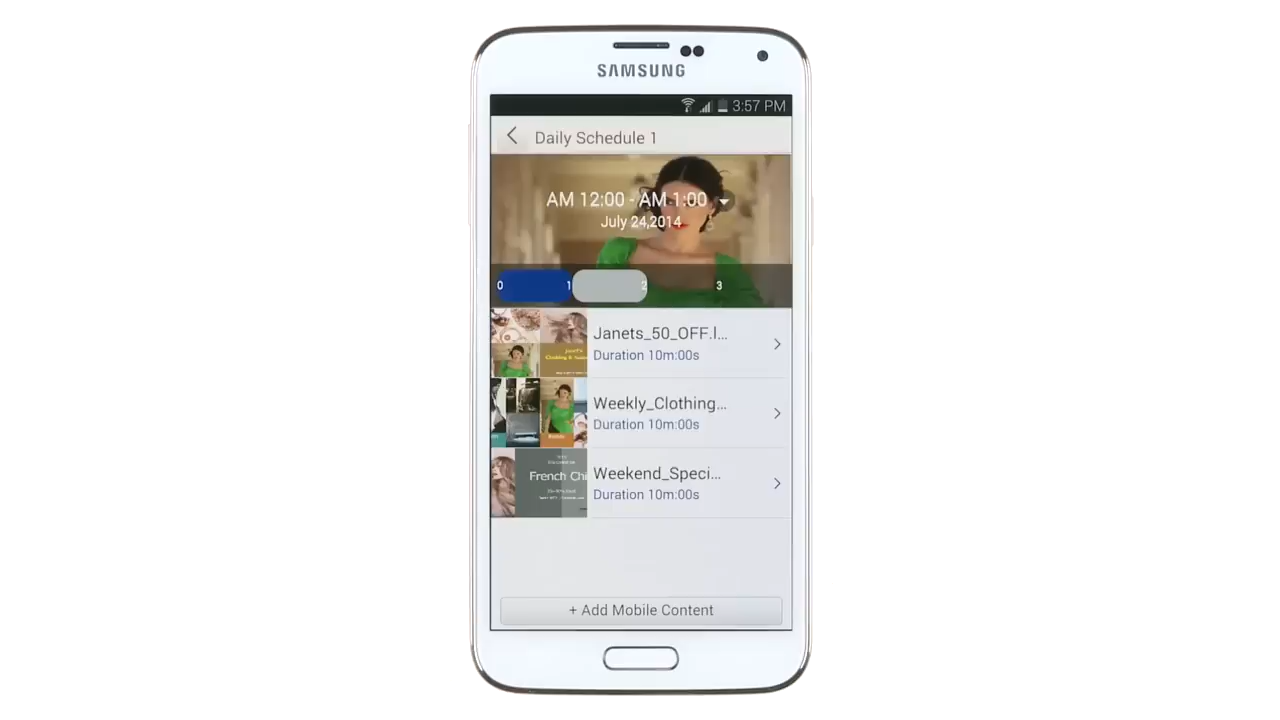 SAMSUNG
3:57 PM
Daily Schedule 1
AM 12:00 - AM 1:00
July 24,2014
0 1 2 3
Janets_50_OFF.l...
Duration 10m:00s
Weekly_Clothing...
Duration 10m:00s
French Chi
Weekend_Speci...
Duration 10m:00s
+ Add Mobile Content